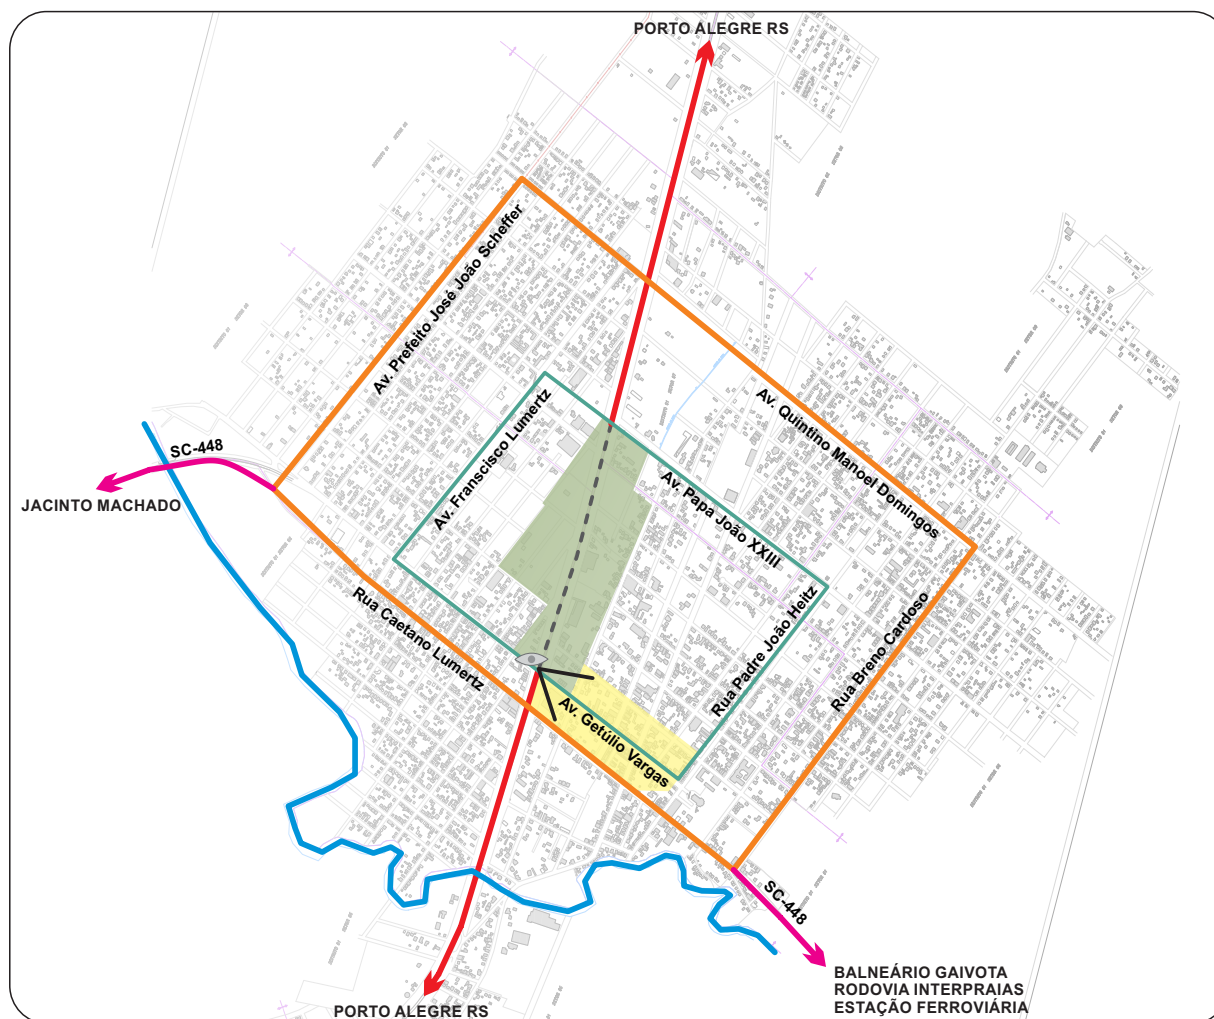 PORTO ALEGRE RS
Av. Prefeito José João Scheffer
Av. Quintino Manoel Domingos
Av. Franscisco Lumertz
Av. Papa João XXIII
SC-448
JACINTO MACHADO
Rua Caetano Lumertz
Rua Padre João Heitz
Rua Breno Cardoso
Av. Getúlio Vargas
SC-448
BALNEÁRIO GAIVOTA
RODOVIA INTERPRAIAS
ESTAÇÃO FERROVIÁRIA
PORTO ALEGRE RS